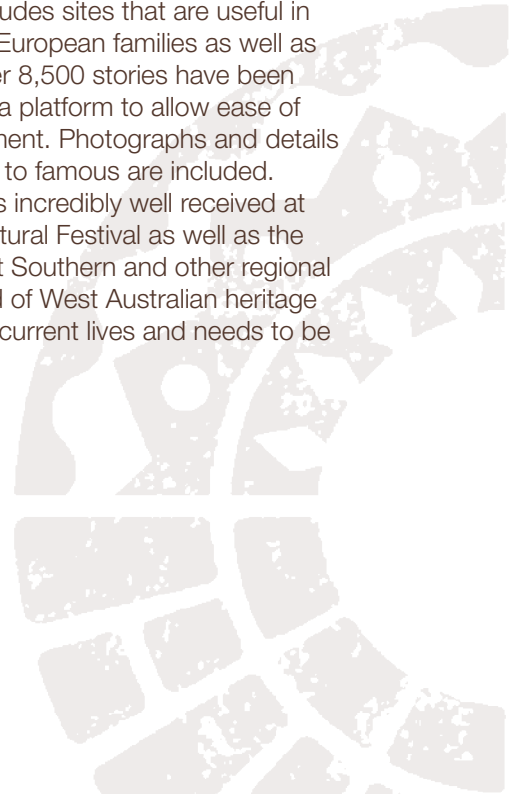 udes sites that are useful in
European families as well as
er 8,500 stories have been
a platform to allow ease of
nent. Photographs and details
to famous are included.
s incredibly well received at
tural Festival as well as the
t Southern and other regional
d of West Australian heritage
current lives and needs to be